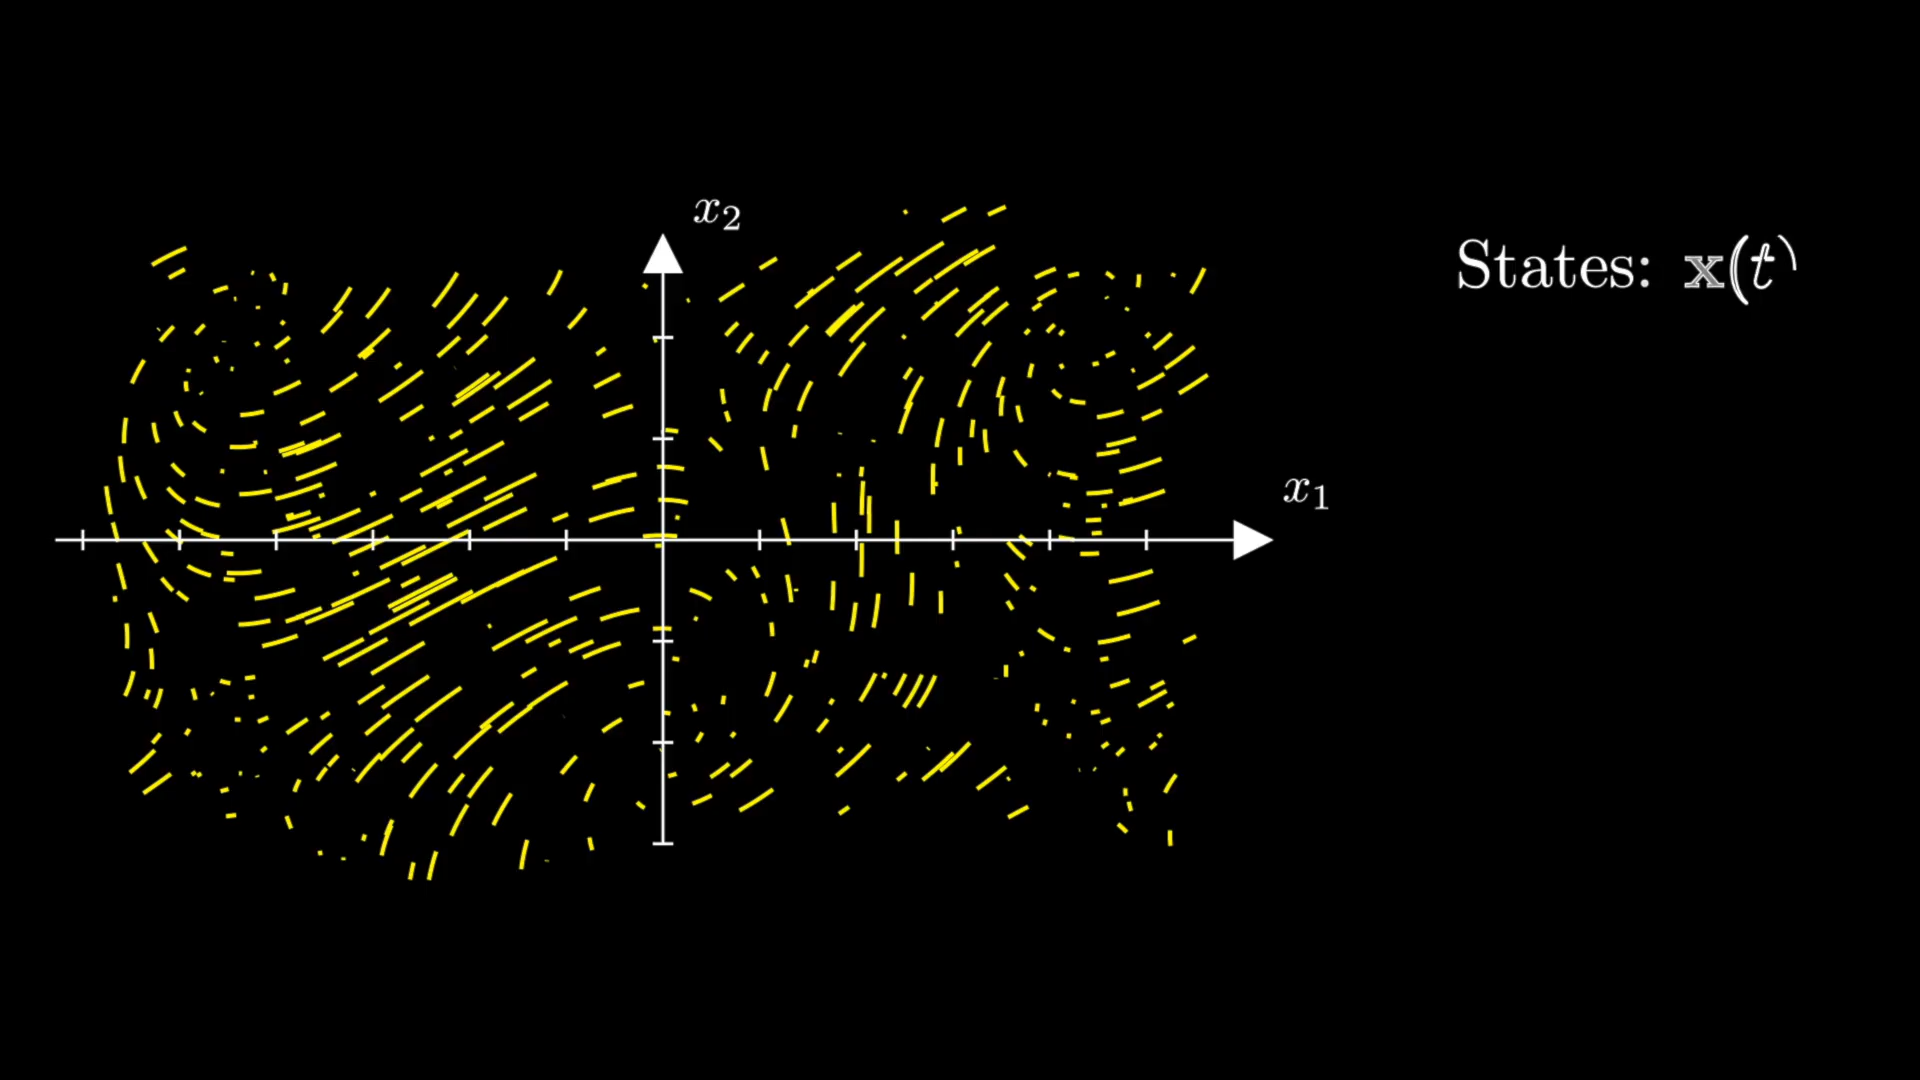 x₂
States: x(t)
x₁